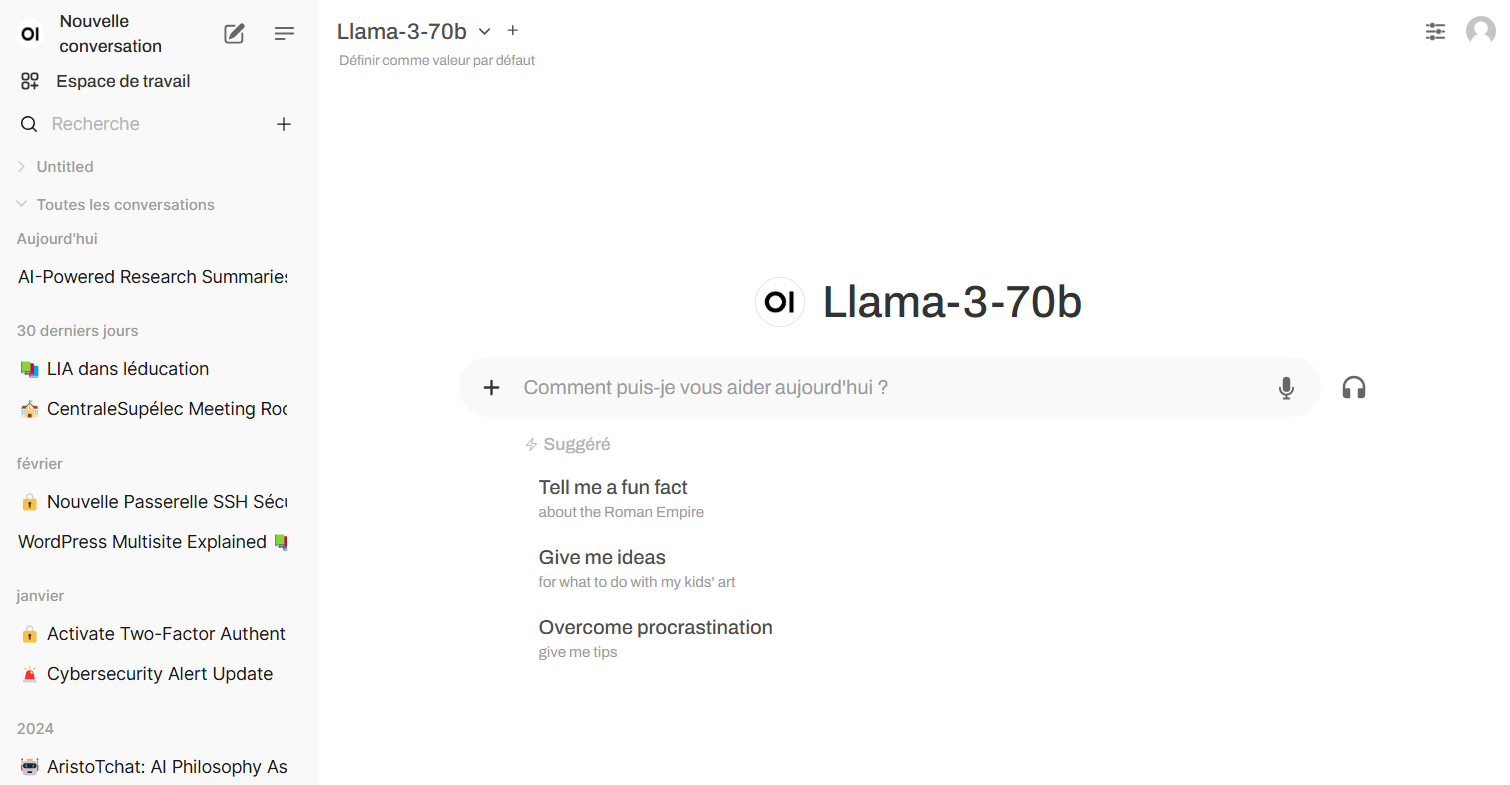 OI
Nouvelle
conversation
Espace de travail
Recherche
Untitled
Toutes les conversations
Aujourd'hui
AI-Powered Research Summaries
30 derniers jours
LIA dans léducation
CentraleSupélec Meeting Roo
février
Nouvelle Passerelle SSH Sécu
WordPress Multisite Explained
janvier
Activate Two-Factor Authent
Cybersecurity Alert Update
2024
AristoTchat: AI Philosophy As
Llama-3-70b
Définir comme valeur par défaut
OI Llama-3-70b
Comment puis-je vous aider aujourd'hui ?
Suggéré
Tell me a fun fact
about the Roman Empire
Give me ideas
for what to do with my kids' art
Overcome procrastination
give me tips